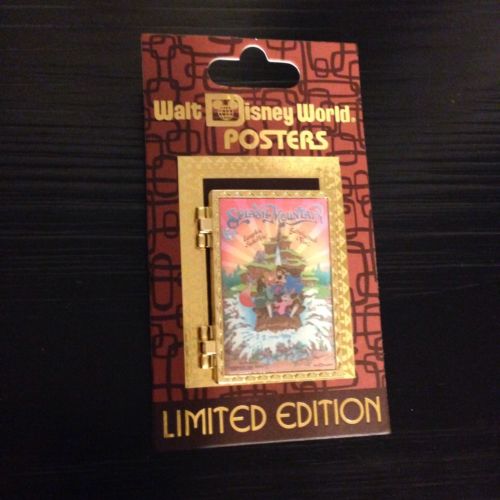 Walt Disney World®
POSTERS
SPLASH MOUNTAIN
LIMITED EDITION